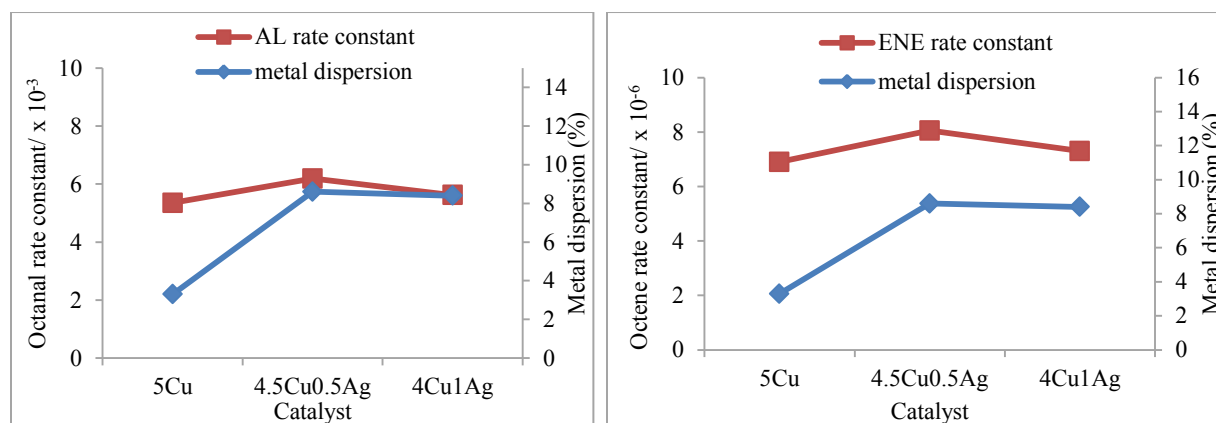 AL rate constant
metal dispersion
Octanal rate constant/ x 10⁻³
10
8
6
4
2
0
14
12
10
8
6
4
2
0
Metal dispersion (%)
5Cu 4.5Cu0.5Ag 4Cu1Ag
Catalyst
ENE rate constant
metal dispersion
Octene rate constant/ x 10⁻⁶
10
8
6
4
2
0
16
14
12
10
8
6
4
2
0
Metal dispersion (%)
5Cu 4.5Cu0.5Ag 4Cu1Ag
Catalyst